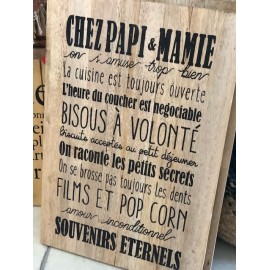 CHEZ PAPI & MAMIE
on s'amuse trop bien
La cuisine est toujours ouverte
L'heure du coucher est négociable
BISOUS À VOLONTÉ
Biscuits acceptés au petit déjeuner
On raconte les petits secrets
On se brosse pas toujours les dents
FILMS ET POP CORN
amour inconditionnel
SOUVENIRS ETERNELS